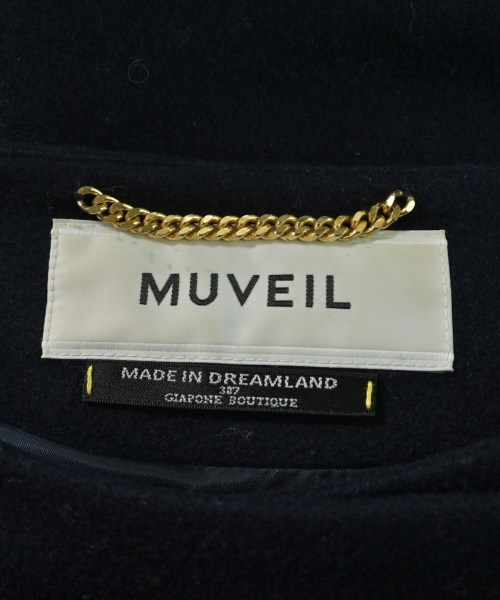 MUVEIL
MADE IN DREAMLAND
387
GIAPONE BOUTIQUE